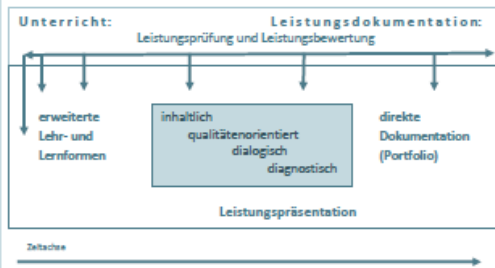 Unterricht: Leistungsdokumentation:
Leistungsprüfung und Leistungsbewertung
erweiterte
Lehr- und
Lernformen
inhaltlich
qualitätenorientiert
dialogisch
diagnostisch
direkte
Dokumentation
(Portfolio)
Leistungspräsentation
Zeitachse